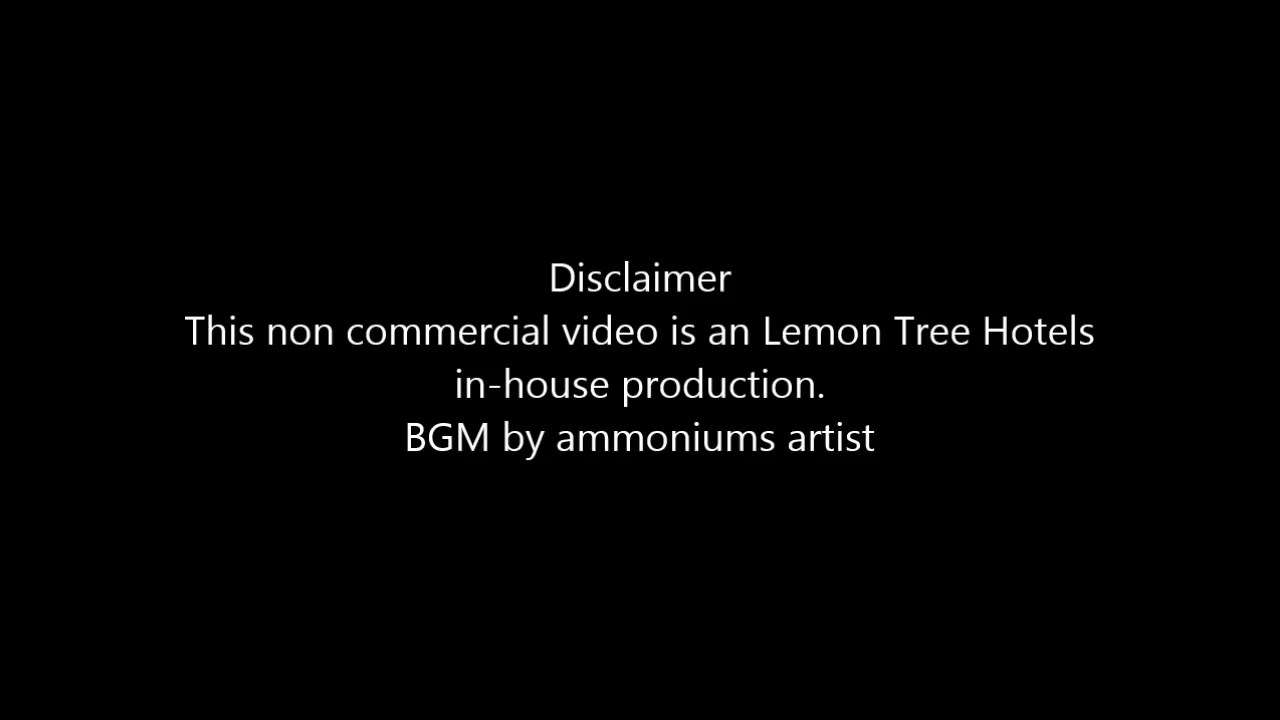 Disclaimer
This non commercial video is an Lemon Tree Hotels
in-house production.
BGM by ammoniums artist